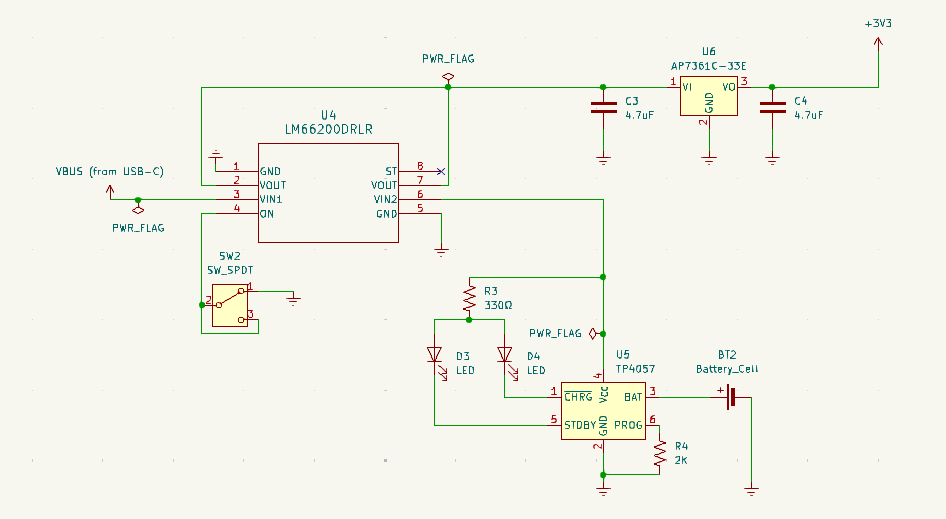 +3V3
U6
AP7361C-33E
PWR_FLAG
1 VI VO 3
GND
2
C3
4.7uF
C4
4.7uF
U4
LM66200DRLR
1 GND ST 8
2 VOUT VOUT 7
3 VIN1 VIN2 6
4 ON GND 5
VBUS (from USB-C)
PWR_FLAG
SW2
SW_SPDT
1
2
3
R3
330Ω
PWR_FLAG
D3
LED
D4
LED
U5
TP4057
4
VCC
1 CHRG BAT 3
5 STDBY PROG 6
GND
2
BT2
Battery_Cell
+
R4
2K